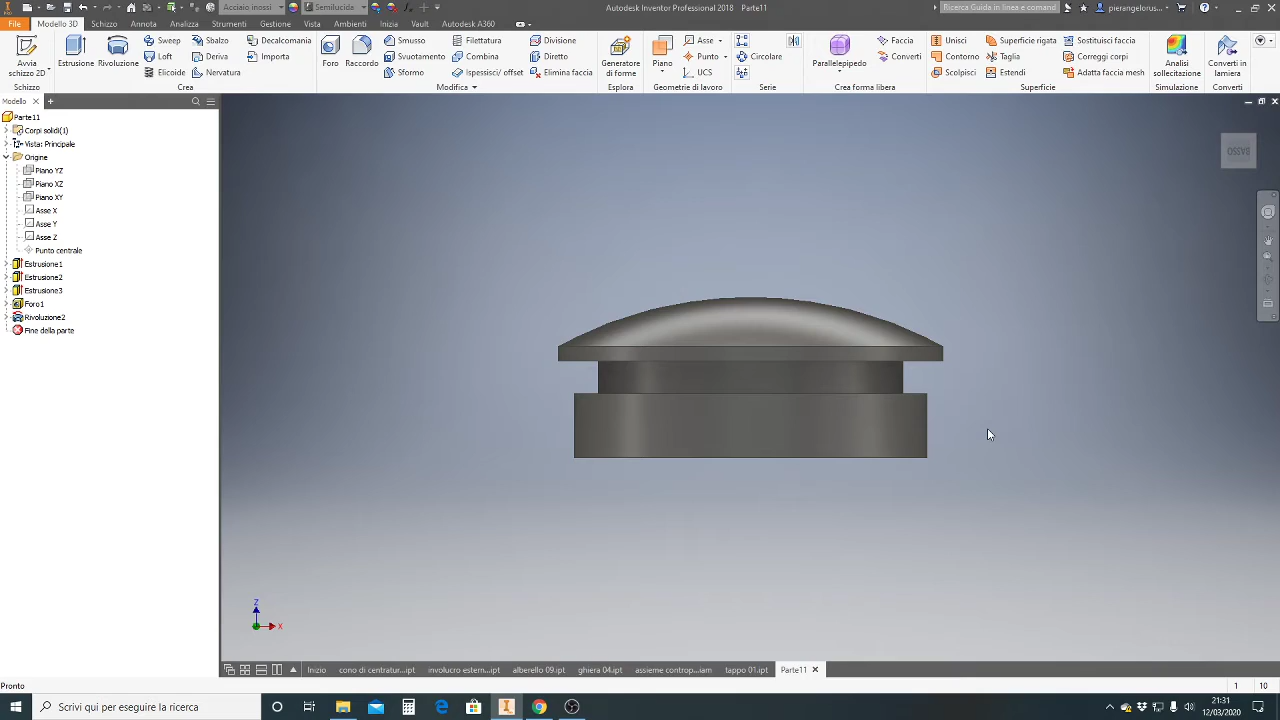 Acciaio inossi
Semilucida
Autodesk Inventor Professional 2018 Parte11
Ricerca Guida in linea e comand
pierangelorus...
File
Modello 3D
Schizzo
Annota
Analizza
Strumenti
Gestione
Vista
Ambienti
Inizia
Vault
Autodesk A360
Avvia
schizzo 2D
Estrusione
Rivoluzione
Sweep
Sbalzo
Decalcomania
Loft
Deriva
Importa
Elicoide
Nervatura
Foro
Raccordo
Smusso
Filettatura
Divisione
Svuotamento
Combina
Diretto
Sformo
Ispessici/ offset
Elimina faccia
Generatore
di forme
Piano
Asse
Punto
UCS
Circolare
Parallelepipedo
Faccia
Converti
Unisci
Superficie rigata
Sostituisci faccia
Contorno
Taglia
Correggi corpi
Scolpisci
Estendi
Adatta faccia mesh
Analisi
sollecitazione
Converti in
lamiera
Schizzo
Crea
Modifica
Esplora
Geometria di lavoro
Serie
Crea forma libera
Superficie
Simulazione
Converti
Modello
Parte11
Corpi solidi(1)
Vista: Principale
Origine
Piano YZ
Piano XZ
Piano XY
Asse X
Asse Y
Asse Z
Punto centrale
Estrusione1
Estrusione2
Estrusione3
Foro1
Rivoluzione2
Fine della parte
BASSO
Z
X
Inizio
cono di centratur...ipt
involucro estern...ipt
alberello 09.ipt
ghiera 04.ipt
assieme controp...iam
tappo 01.ipt
Parte11
Pronto
1
10
Scrivi qui per eseguire la ricerca
21:31
12/03/2020